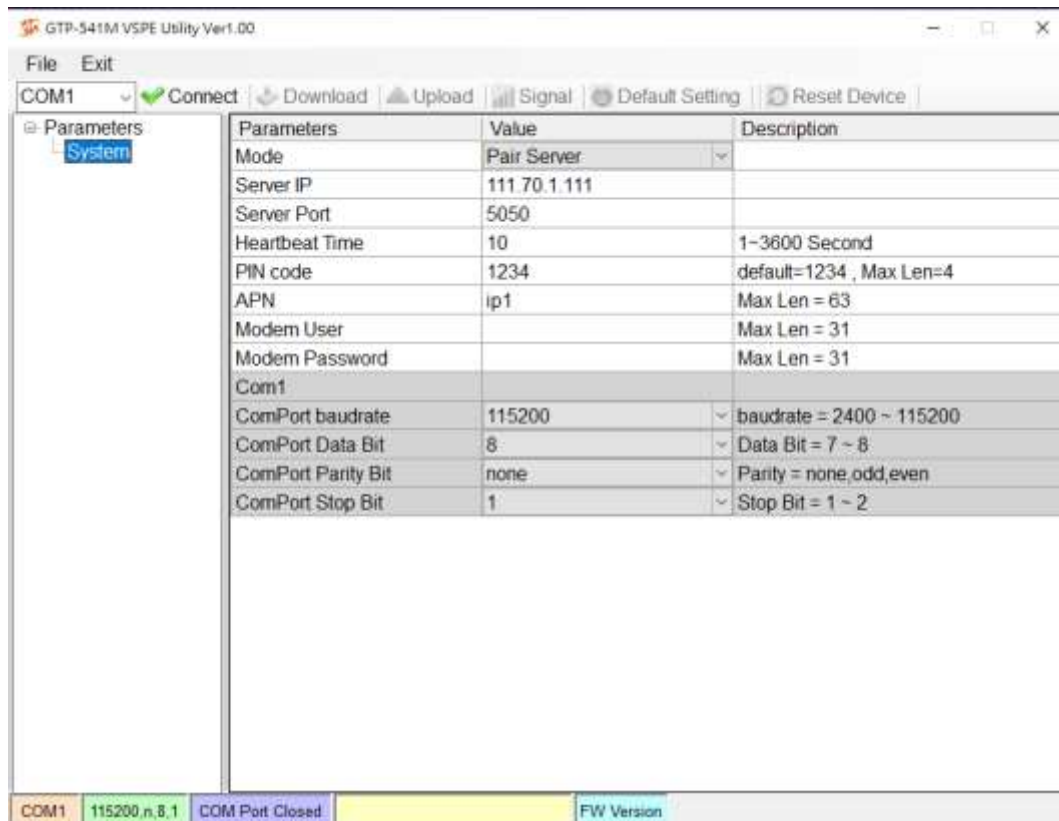 GTP-541M VSPE Utility Ver1.00
File Exit
COM1 Connect Download Upload Signal Default Setting Reset Device
Parameters
System
Parameters Value Description
Mode Pair Server
Server IP 111.70.1.111
Server Port 5050
Heartbeat Time 10 1~3600 Second
PIN code 1234 default=1234 , Max Len=4
APN ip1 Max Len = 63
Modem User Max Len = 31
Modem Password Max Len = 31
Com1
ComPort baudrate 115200 baudrate = 2400 ~ 115200
ComPort Data Bit 8 Data Bit = 7 ~ 8
ComPort Parity Bit none Parity = none,odd,even
ComPort Stop Bit 1 Stop Bit = 1 ~ 2
COM1 115200,n,8,1 COM Port Closed FW Version